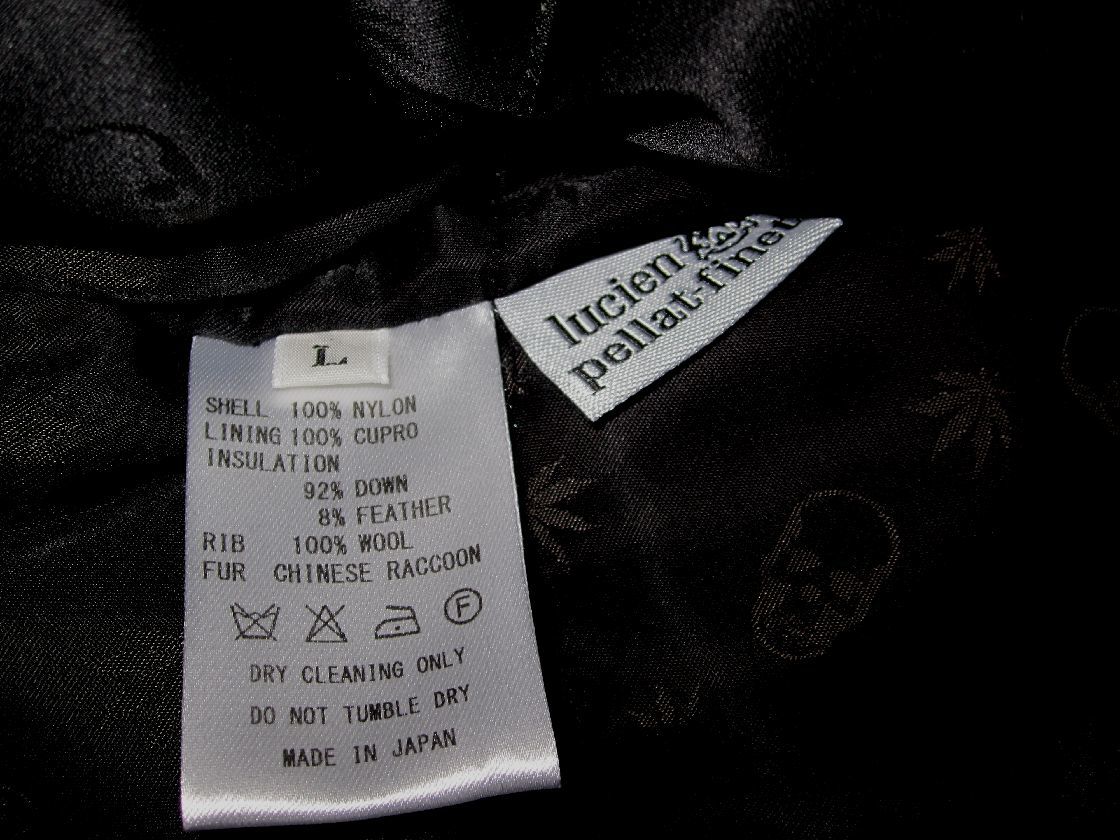 lucien
pellat-finet
L
SHELL 100% NYLON
LINING 100% CUPRO
INSULATION
92% DOWN
8% FEATHER
RIB 100% WOOL
FUR CHINESE RACCOON
F
DRY CLEANING ONLY
DO NOT TUMBLE DRY
MADE IN JAPAN